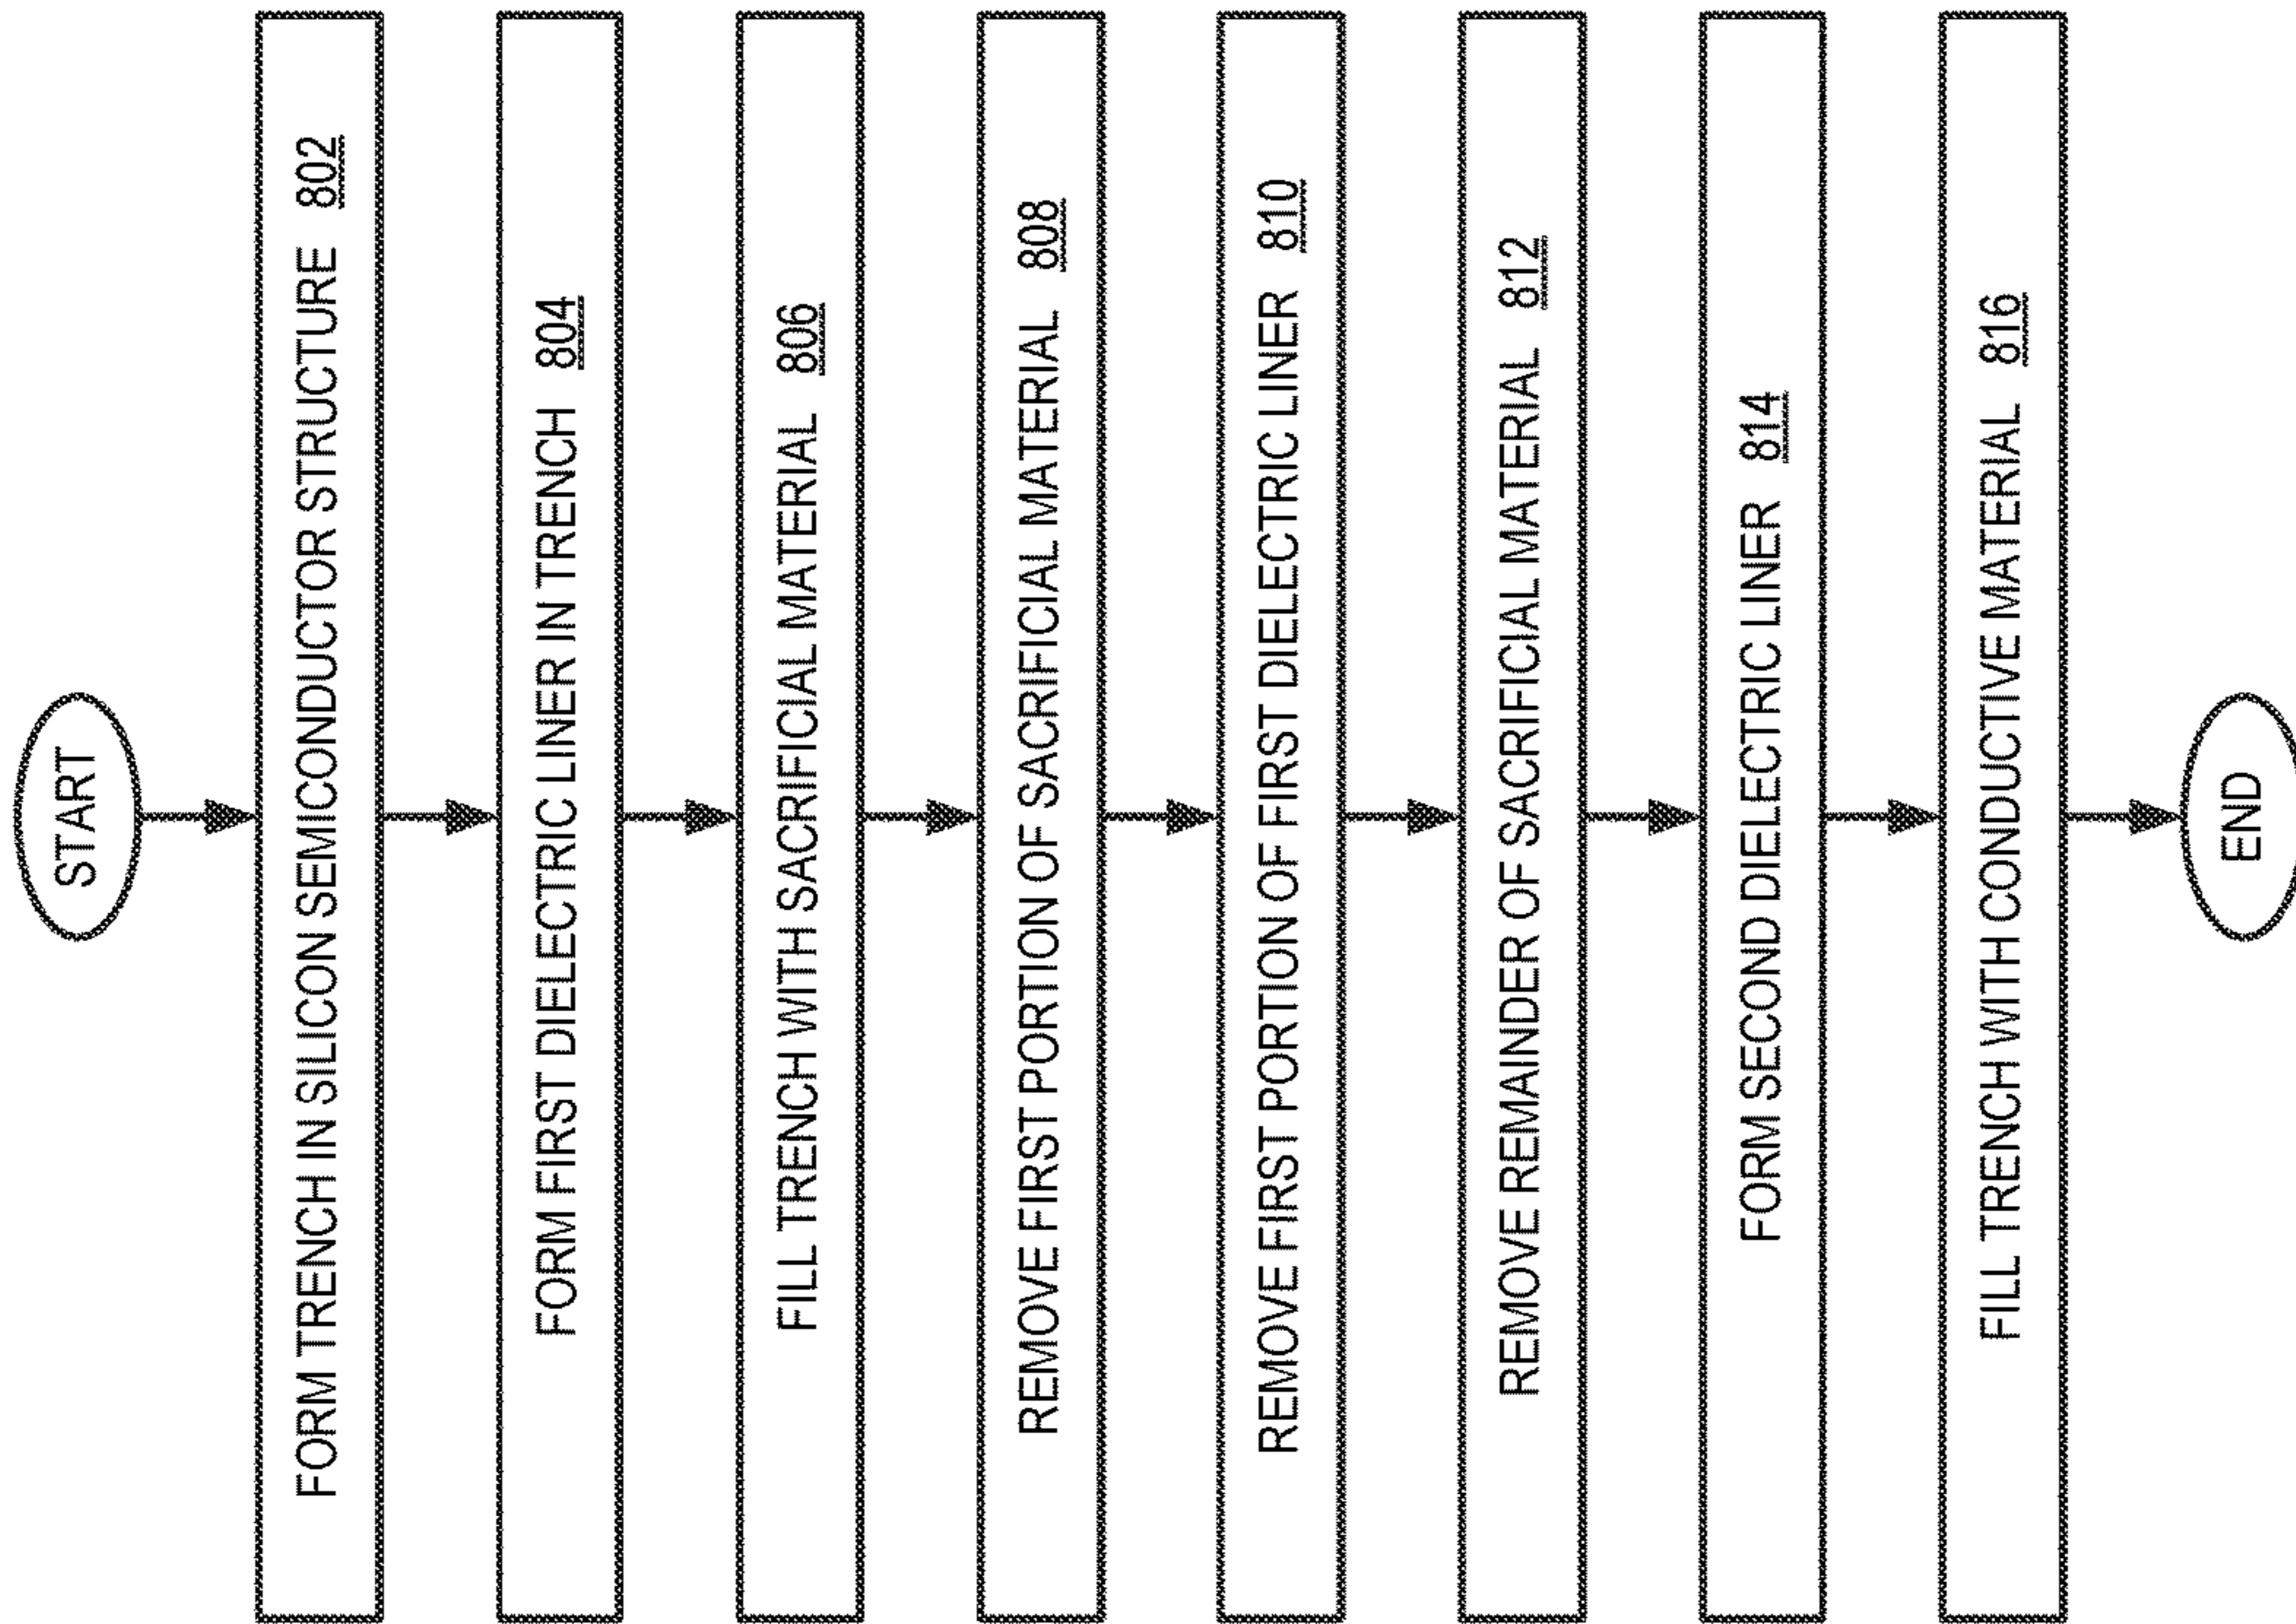 START
FORM TRENCH IN SILICON SEMICONDUCTOR STRUCTURE 802
FORM FIRST DIELECTRIC LINER IN TRENCH 804
FILL TRENCH WITH SACRIFICIAL MATERIAL 806
REMOVE FIRST PORTION OF SACRIFICIAL MATERIAL 808
REMOVE FIRST PORTION OF FIRST DIELECTRIC LINER 810
REMOVE REMAINDER OF SACRIFICIAL MATERIAL 812
FORM SECOND DIELECTRIC LINER 814
FILL TRENCH WITH CONDUCTIVE MATERIAL 816
END